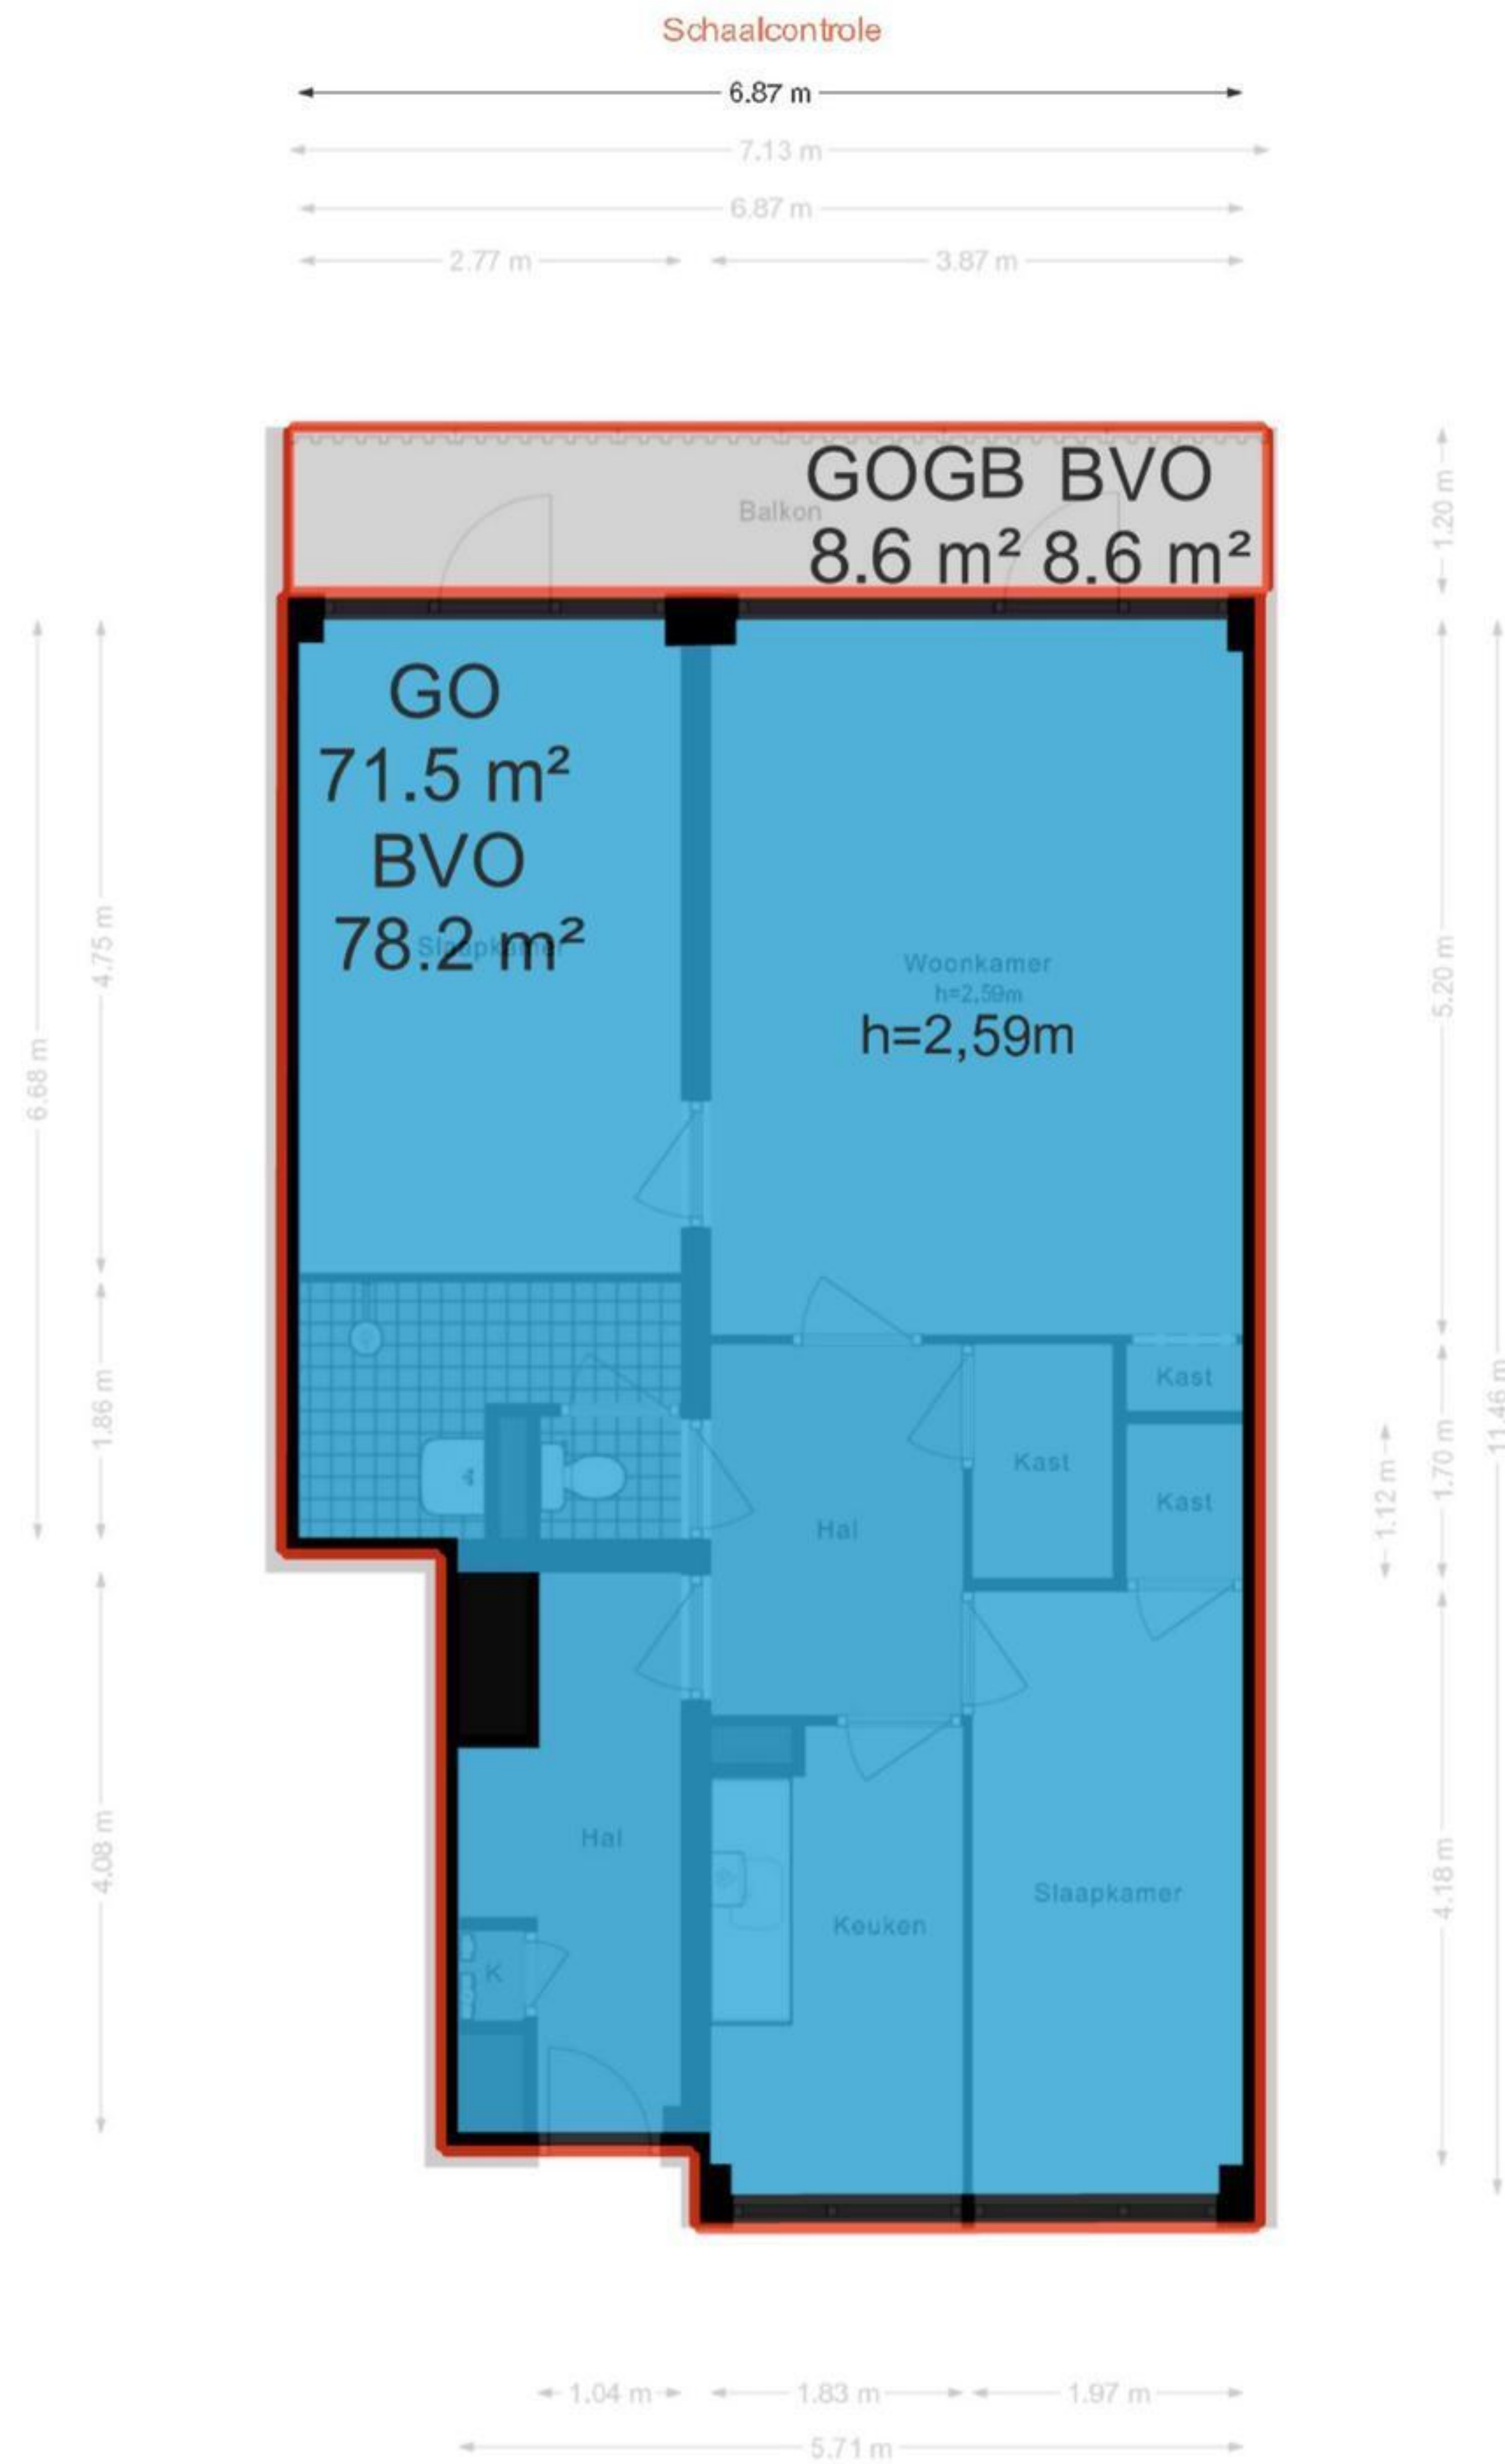 Schaalcontrole
6.87 m
7.13 m
6.87 m
2.77 m
3.87 m
GOGB BVO
Balkon
8.6 m² 8.6 m²
1.20 m
GO
71.5 m²
BVO
78.2 m²
Slaapkamer
Woonkamer
h=2,59m
h=2,59m
4.75 m
5.20 m
6.68 m
Kast
Kast
Kast
Hal
1.86 m
1.12 m
1.70 m
11.46 m
Hal
Keuken
Slaapkamer
K
4.08 m
4.18 m
1.04 m
1.83 m
1.97 m
5.71 m